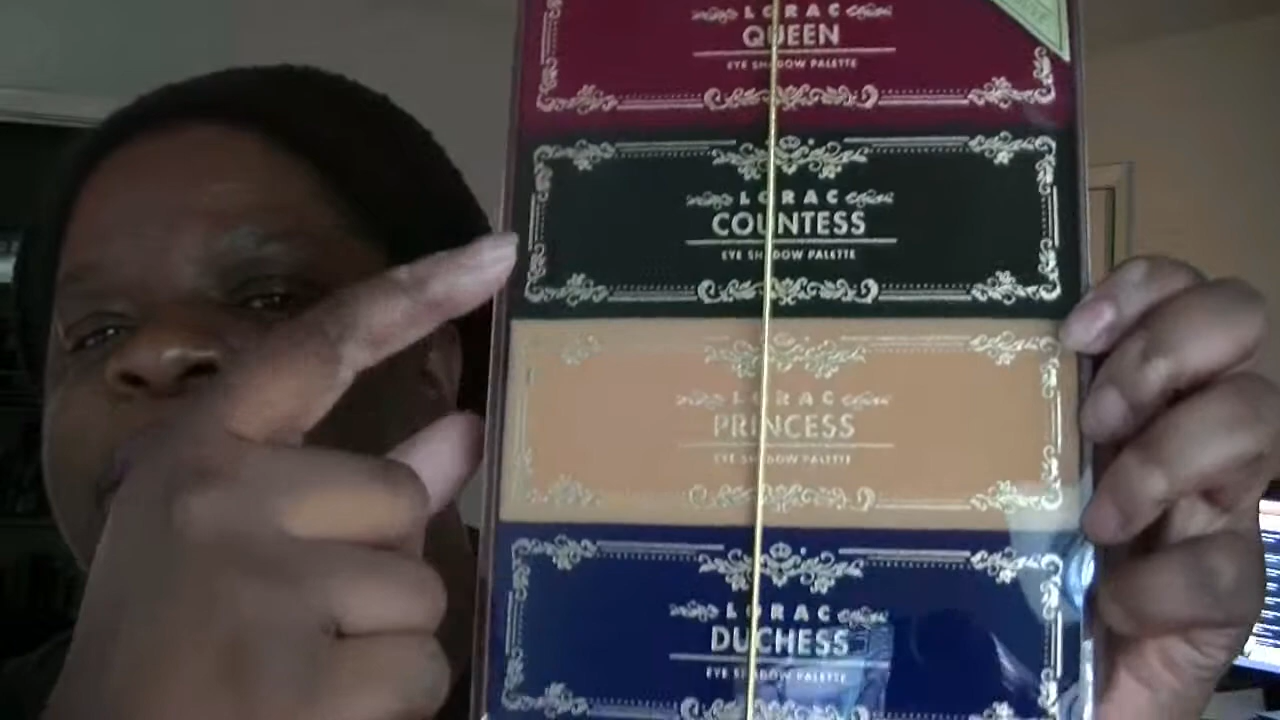 LORAC
QUEEN
EYE SHADOW PALETTE
LORAC
COUNTESS
EYE SHADOW PALETTE
LORAC
PRINCESS
EYE SHADOW PALETTE
LORAC
DUCHESS
EYE SHADOW PALETTE